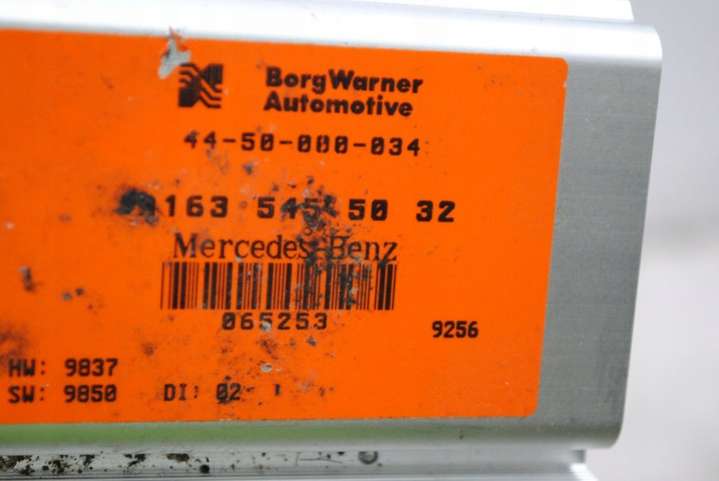 BorgWarner
Automotive
44-50-000-034
A 163 545 50 32
Mercedes-Benz
065253
9256
HW: 9837
SW: 9850 DI: 02